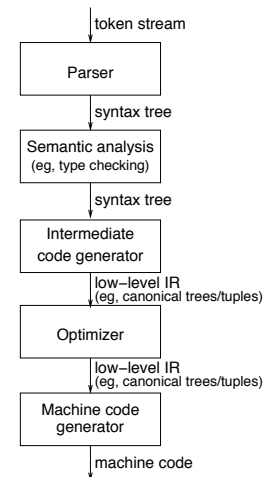 token stream
Parser
syntax tree
Semantic analysis
(eg, type checking)
syntax tree
Intermediate
code generator
low−level IR
(eg, canonical trees/tuples)
Optimizer
low−level IR
(eg, canonical trees/tuples)
Machine code
generator
machine code